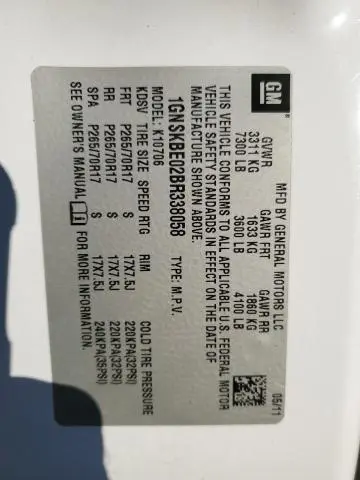 GM
MFD BY GENERAL MOTORS LLC
05/11
GVWR GAWR FRT GAWR RR
3311 KG 1633 KG 1860 KG
7300 LB 3600 LB 4100 LB
THIS VEHICLE CONFORMS TO ALL APPLICABLE U.S. FEDERAL MOTOR
VEHICLE SAFETY STANDARDS IN EFFECT ON THE DATE OF
MANUFACTURE SHOWN ABOVE.
1GNSKBE02BR338058 TYPE: M.P.V.
MODEL: K10706
KDSV TIRE SIZE SPEED RTG RIM COLD TIRE PRESSURE
FRT P265/70R17 S 17X7.5J 220KPA(32PSI)
RR P265/70R17 S 17X7.5J 220KPA(32PSI)
SPA P265/70R17 S 17X7.5J 240KPA(35PSI)
SEE OWNER'S MANUAL FOR MORE INFORMATION.